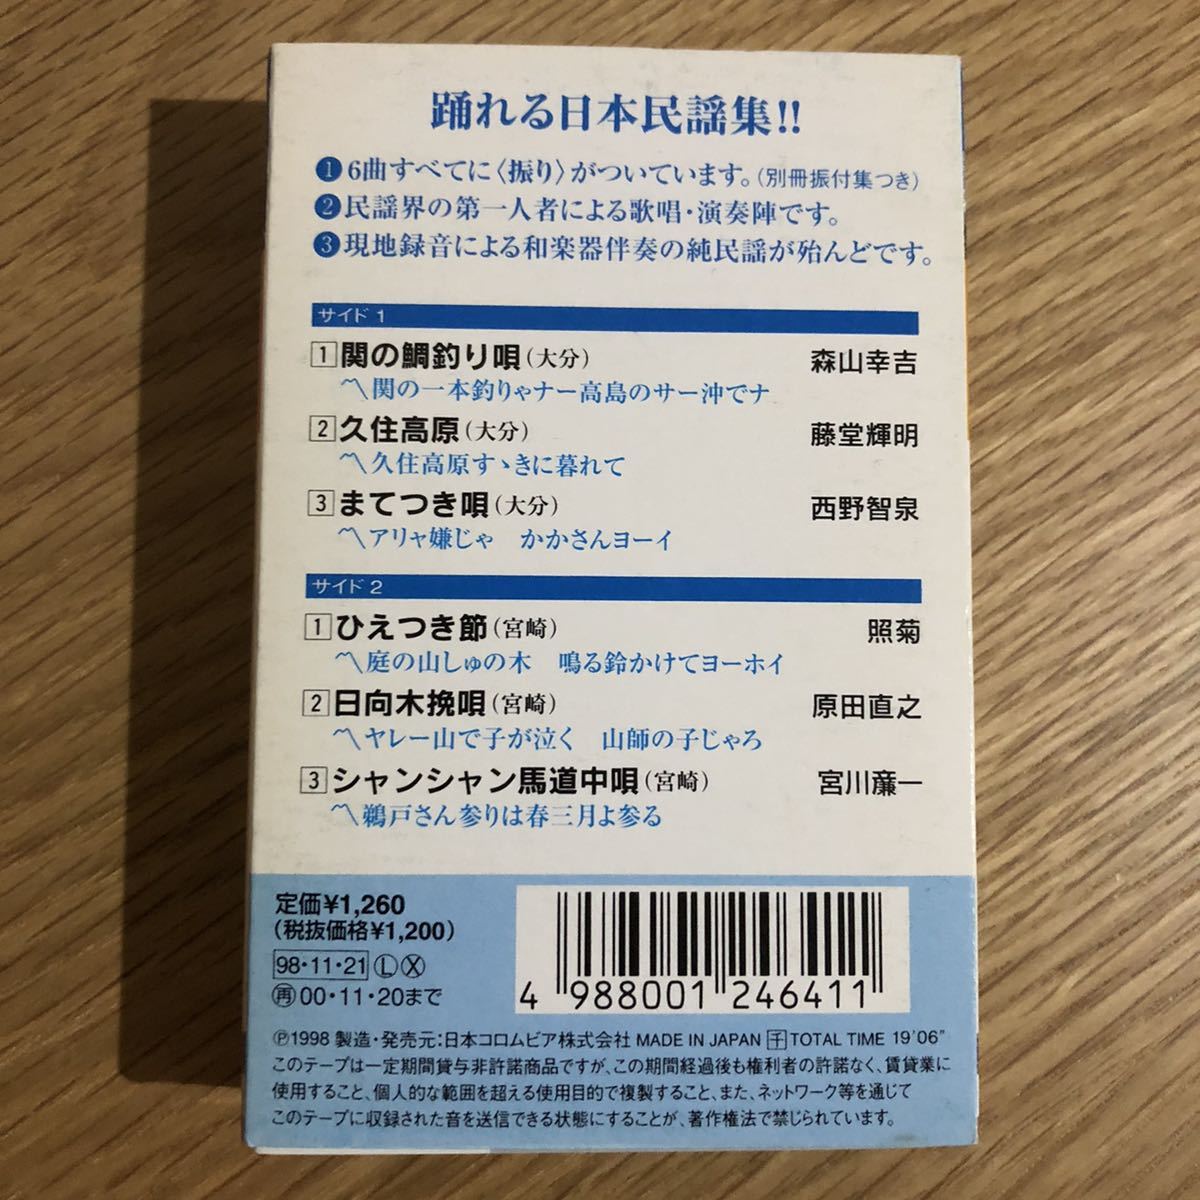 踊れる日本民謡集!!
❶6曲すべてに〈振り〉がついています。(別冊振付集つき)
❷民謡界の第一人者による歌唱・演奏陣です。
❸現地録音による和楽器伴奏の純民謡が殆んどです。
サイド 1
1 関の鯛釣り唄(大分) 森山幸吉
〽関の一本釣りゃナー高島のサー沖でナ
2 久住高原(大分) 藤堂輝明
〽久住高原すゝきに暮れて
3 まてつき唄(大分) 西野智泉
〽アリャ嫌じゃ かかさんヨーイ
サイド 2
1 ひえつき節(宮崎) 照菊
〽庭の山しゅの木 鳴る鈴かけてヨーホイ
2 日向木挽唄(宮崎) 原田直之
〽ヤレー山で子が泣く 山師の子じゃろ
3 シャンシャン馬道中唄(宮崎) 宮川簾一
〽鵜戸さん参りは春三月よ参る
定価¥1,260
(税抜価格¥1,200)
98・11・21 Ⓛ Ⓧ
㊢00・11・20まで
4 988001 246411
Ⓟ1998 製造・発売元:日本コロムビア株式会社 MADE IN JAPAN 千 TOTAL TIME 19'06"
このテープは一定期間貸与非許諾商品ですが、この期間経過後も権利者の許諾なく、賃貸業に
使用すること、個人的な範囲を超える使用目的で複製すること、また、ネットワーク等を通じて
このテープに収録された音を送信できる状態にすることが、著作権法で禁じられています。